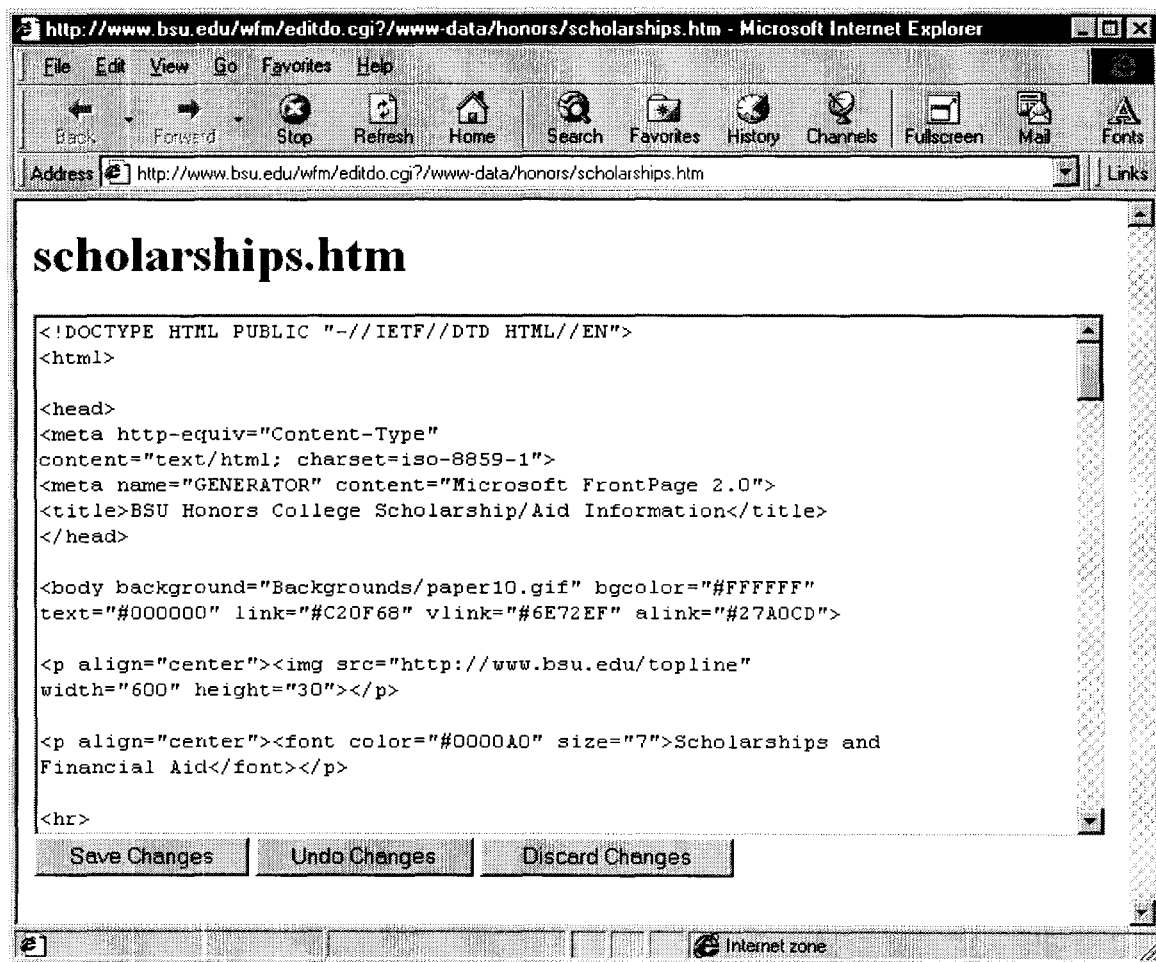 http://www.bsu.edu/wfm/editdo.cgi?/www-data/honors/scholarships.htm - Microsoft Internet Explorer
File Edit View Go Favorites Help
Back Forward Stop Refresh Home Search Favorites History Channels Fullscreen Mail Fonts
Address http://www.bsu.edu/wfm/editdo.cgi?/www-data/honors/scholarships.htm Links
scholarships.htm
<!DOCTYPE HTML PUBLIC "-//IETF//DTD HTML//EN">
<html>
<head>
<meta http-equiv="Content-Type"
content="text/html; charset=iso-8859-1">
<meta name="GENERATOR" content="Microsoft FrontPage 2.0">
<title>BSU Honors College Scholarship/Aid Information</title>
</head>
<body background="Backgrounds/paper10.gif" bgcolor="#FFFFFF"
text="#000000" link="#C20F68" vlink="#6E72EF" alink="#27A0CD">
<p align="center"><img src="http://www.bsu.edu/topline"
width="600" height="30"></p>
<p align="center"><font color="#0000A0" size="7">Scholarships and
Financial Aid</font></p>
<hr>
Save Changes Undo Changes Discard Changes
Internet zone